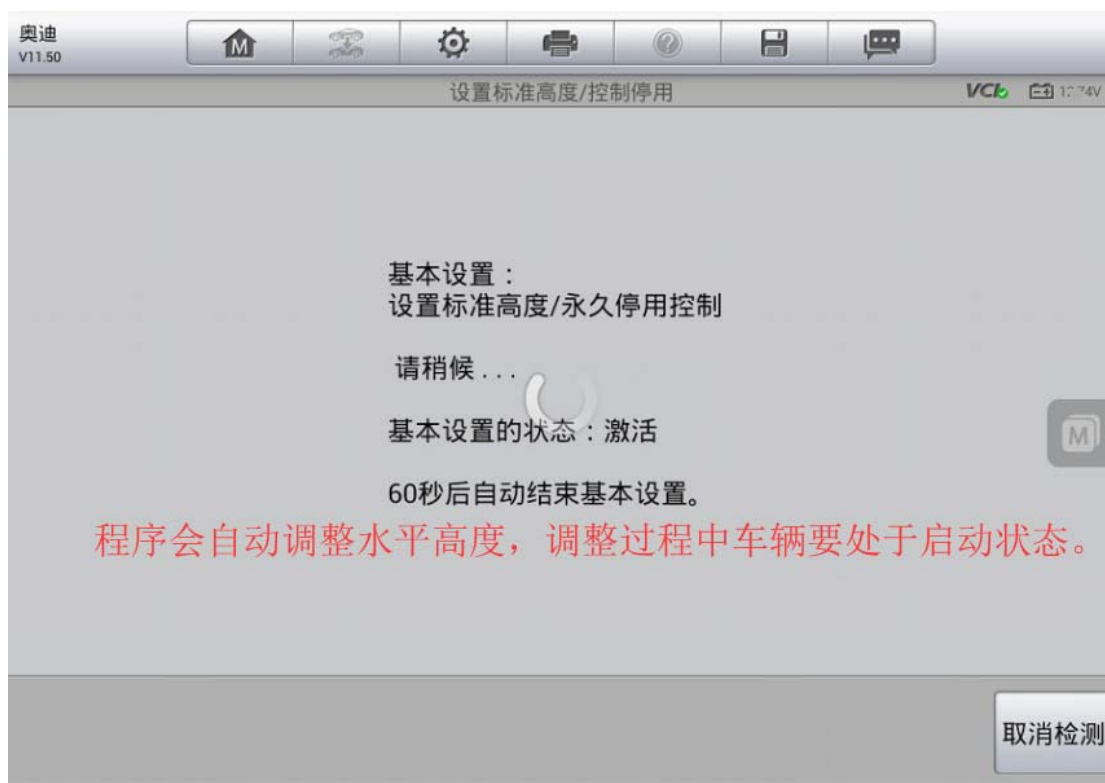 奥迪
V11.50
M
设置标准高度/控制停用
VCI
基本设置：
设置标准高度/永久停用控制
请稍候 . . .
基本设置的状态：激活
M
60秒后自动结束基本设置。
程序会自动调整水平高度，调整过程中车辆要处于启动状态。
取消检测